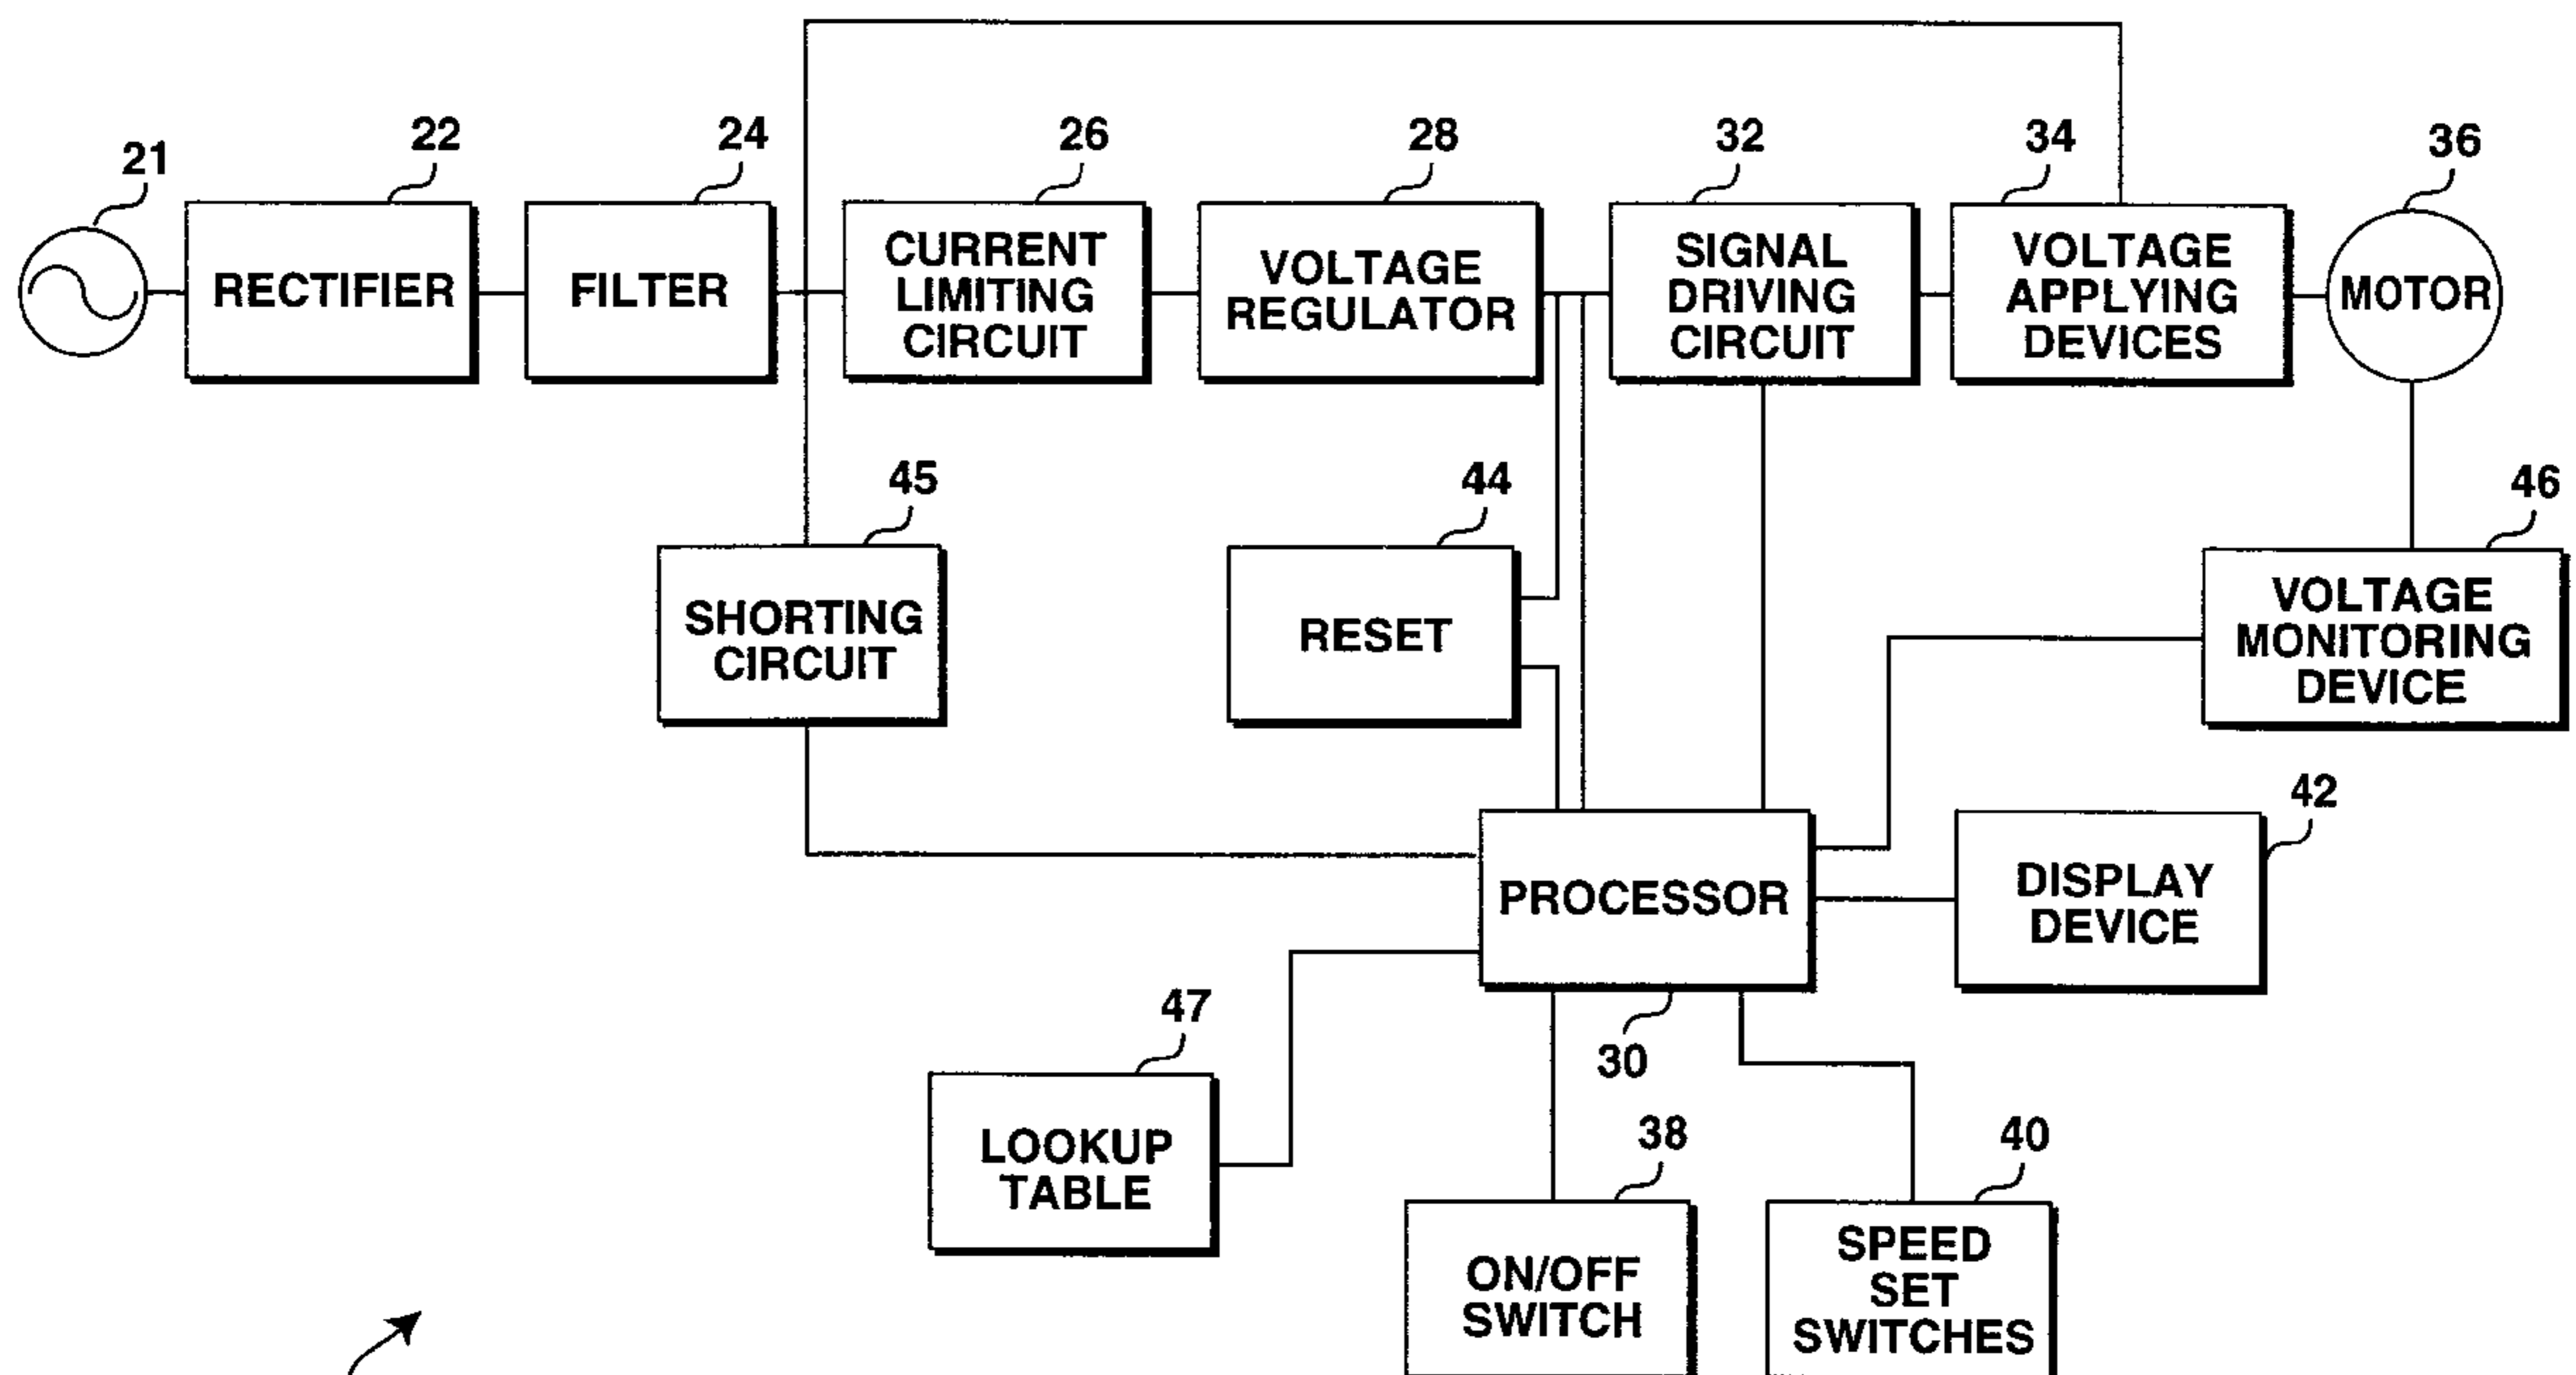 21
22
24
26
28
32
34
36
RECTIFIER
FILTER
CURRENT
LIMITING
CIRCUIT
VOLTAGE
REGULATOR
SIGNAL
DRIVING
CIRCUIT
VOLTAGE
APPLYING
DEVICES
MOTOR
45
44
46
SHORTING
CIRCUIT
RESET
VOLTAGE
MONITORING
DEVICE
42
PROCESSOR
DISPLAY
DEVICE
47
30
LOOKUP
TABLE
38
40
ON/OFF
SWITCH
SPEED
SET
SWITCHES